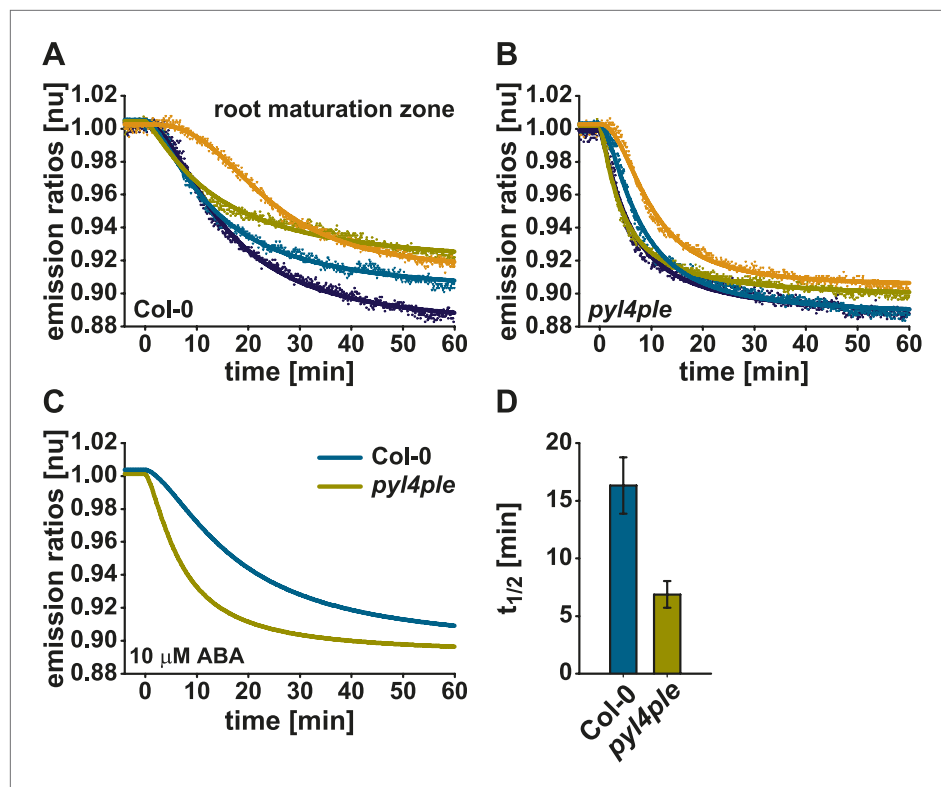 A
emission ratios [nu]
1.02
1.00
0.98
0.96
0.94
0.92
0.90
0.88
root maturation zone
Col-0
0 10 20 30 40 50 60
time [min]
B
emission ratios [nu]
1.02
1.00
0.98
0.96
0.94
0.92
0.90
0.88
pyl4ple
0 10 20 30 40 50 60
time [min]
C
emission ratios [nu]
1.02
1.00
0.98
0.96
0.94
0.92
0.90
0.88
Col-0
pyl4ple
10 μM ABA
0 10 20 30 40 50 60
time [min]
D
t1/2 [min]
20
15
10
5
0
Col-0
pyl4ple